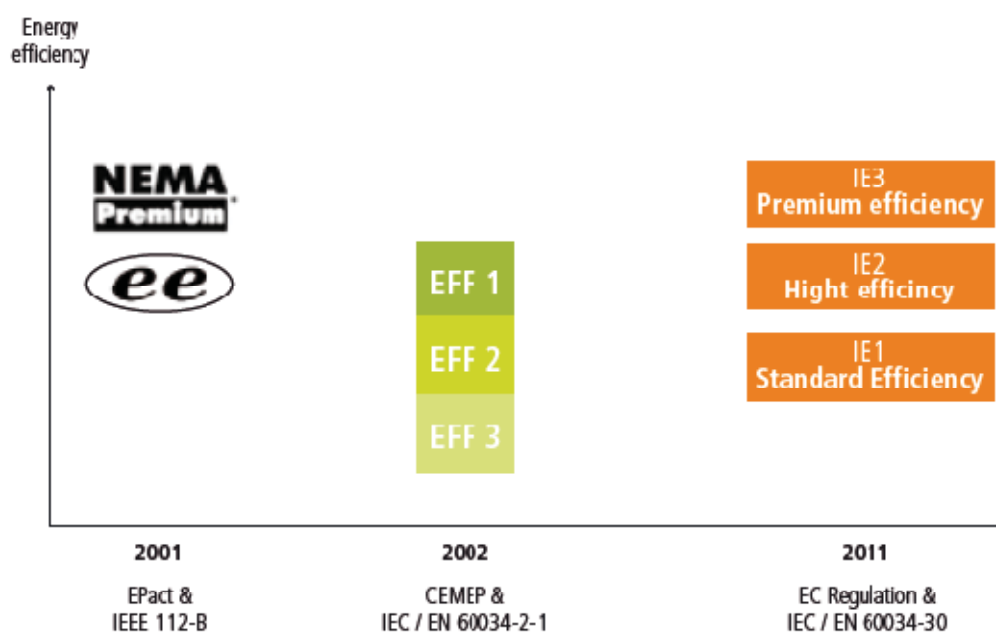 Energy
efficiency
NEMA
Premium®
ee
EFF 1
EFF 2
EFF 3
IE3
Premium efficiency
IE2
Hight efficincy
IE1
Standard Efficiency
2001
EPact &
IEEE 112-B
2002
CEMEP &
IEC / EN 60034-2-1
2011
EC Regulation &
IEC / EN 60034-30